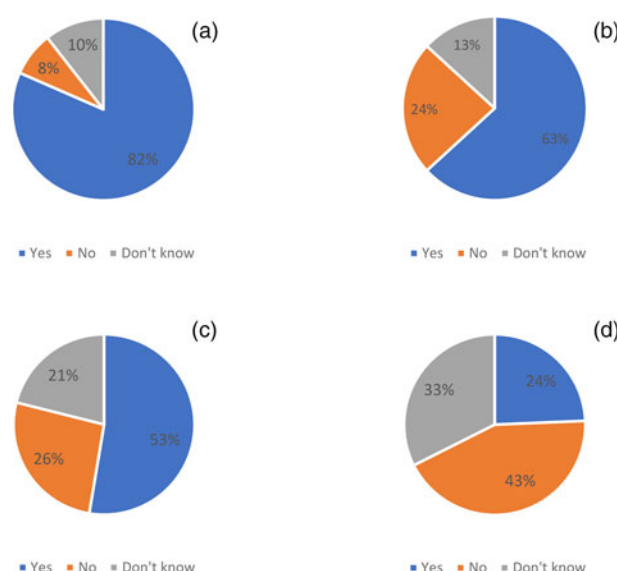 (a)
10%
8%
82%
Yes No Don't know
(b)
13%
24%
63%
Yes No Don't know
(c)
21%
26%
53%
Yes No Don't know
(d)
33%
24%
43%
Yes No Don't know